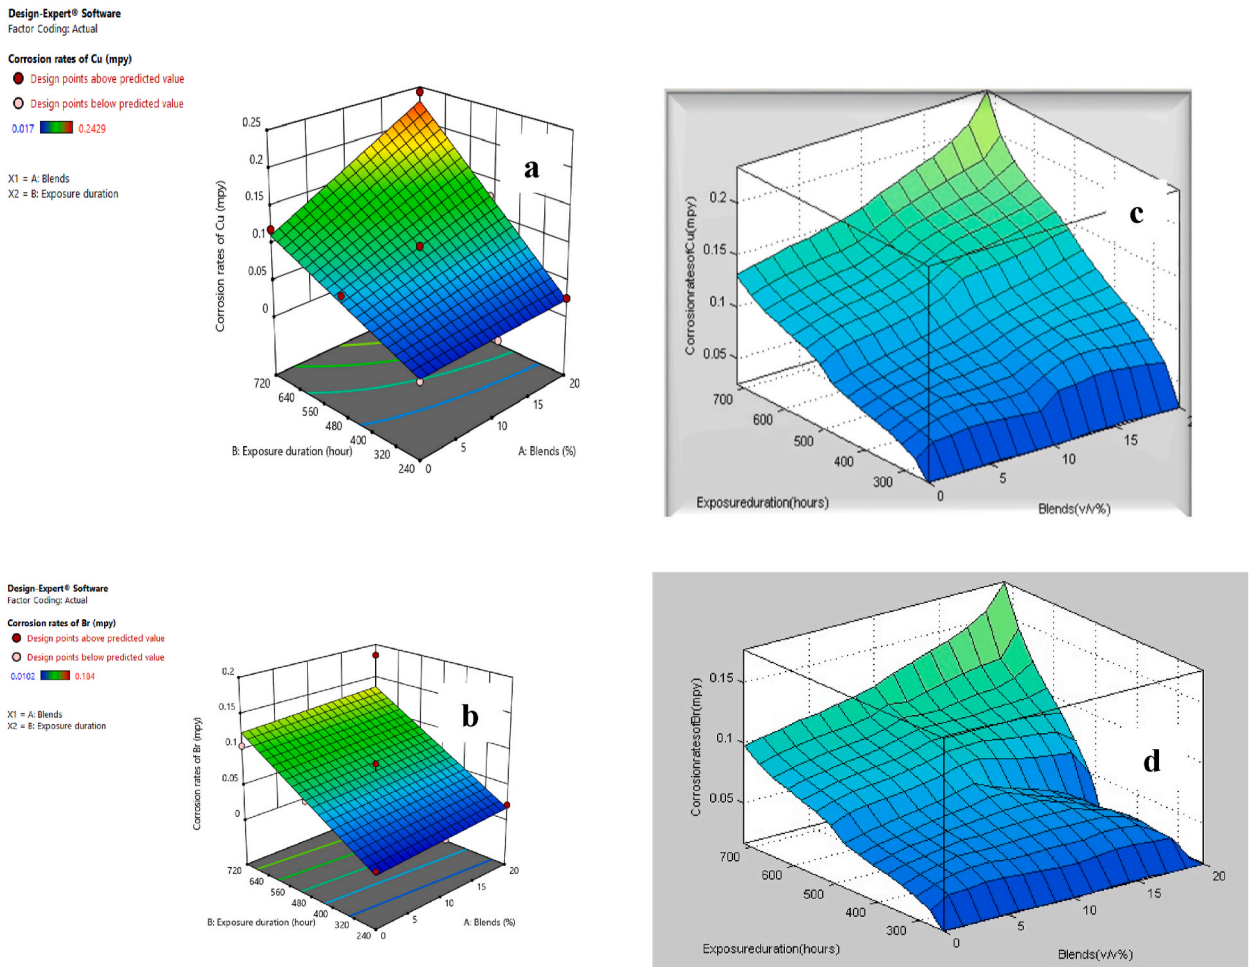 Design-Expert® Software
Factor Coding: Actual
Corrosion rates of Cu (mpy)
Design points above predicted value
Design points below predicted value
0.017 0.2429
X1 = A: Blends
X2 = B: Exposure duration
a
Corrosion rates of Cu (mpy)
0.25
0.2
0.15
0.1
0.05
0
720
640
560
480
400
320
240
B: Exposure duration (hour)
0
5
10
15
20
A: Blends (%)
c
CorrosionratesofCu(mpy)
0.2
0.15
0.1
0.05
700
600
500
400
300
Exposureduration(hours)
0
5
10
15
2
Blends(v/v%)
Design-Expert® Software
Factor Coding: Actual
Corrosion rates of Br (mpy)
Design points above predicted value
Design points below predicted value
0.0102 0.184
X1 = A: Blends
X2 = B: Exposure duration
b
Corrosion rates of Br (mpy)
0.2
0.15
0.1
0.05
0
720
640
560
480
400
320
240
B: Exposure duration (hour)
0
5
10
15
20
A: Blends (%)
d
CorrosionratesofBr(mpy)
0.15
0.1
0.05
700
600
500
400
300
Exposureduration(hours)
0
5
10
15
20
Blends(v/v%)